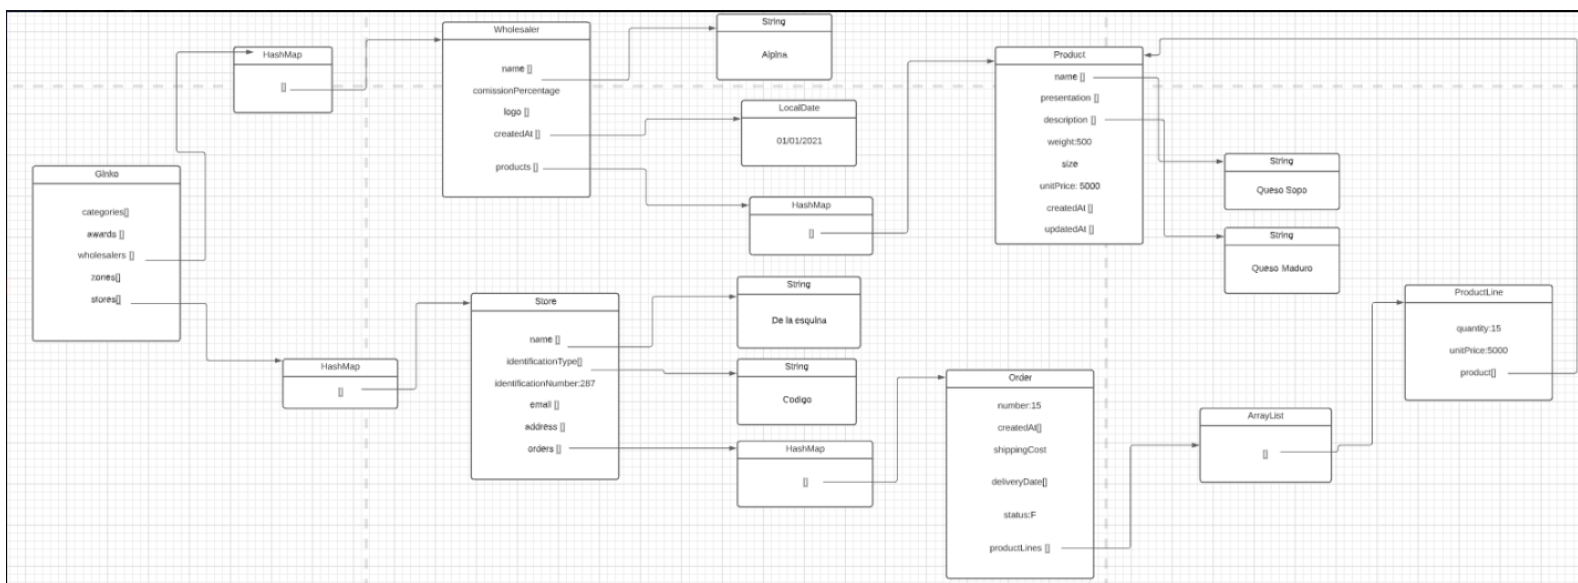 Ginko
categories[]
awards []
wholesalers []
zones[]
stores[]
HashMap
[]
HashMap
[]
Wholesaler
name []
comissionPercentage
logo []
createdAt []
products []
String
Alpina
LocalDate
01/01/2021
HashMap
[]
Store
name []
identificationType[]
identificationNumber:287
email []
address []
orders []
String
De la esquina
String
Codigo
HashMap
[]
Product
name []
presentation []
description []
weight:500
size
unitPrice: 5000
createdAt []
updatedAt []
String
Queso Sopo
String
Queso Maduro
Order
number:15
createdAt[]
shippingCost
deliveryDate[]
status:F
productLines []
ArrayList
[]
ProductLine
quantity:15
unitPrice:5000
product[]